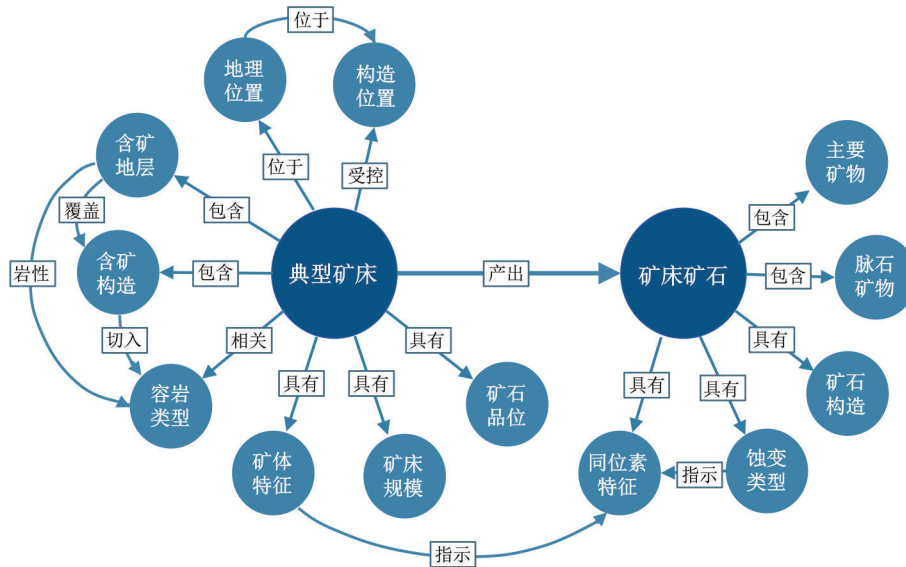 位于
地理
位置
构造
位置
含矿
地层
主要
矿物
位于
受控
包含
覆盖
包含
岩性
含矿
构造
包含
典型矿床
产出
矿床矿石
包含
脉石
矿物
切入
相关
具有
具有
容岩
类型
具有
具有
矿石
品位
具有
具有
矿石
构造
矿体
特征
矿床
规模
同位素
特征
指示
蚀变
类型
指示